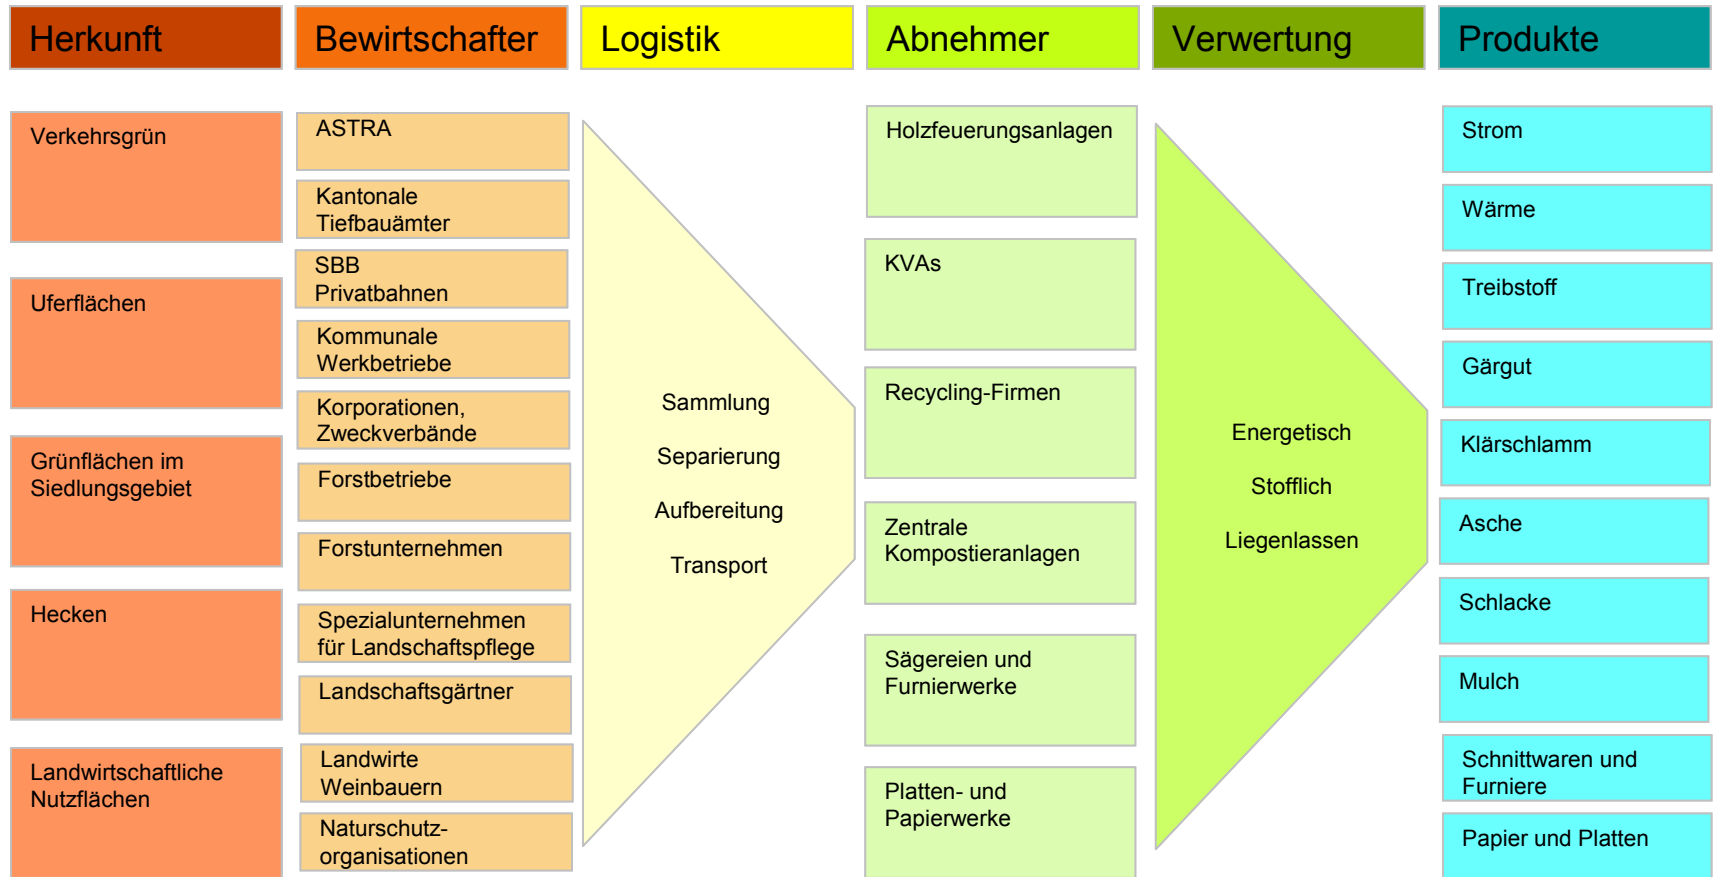 Herkunft
Bewirtschafter
Logistik
Abnehmer
Verwertung
Produkte
Verkehrsgrün
Uferflächen
Grünflächen im
Siedlungsgebiet
Hecken
Landwirtschaftliche
Nutzflächen
ASTRA
Kantonale
Tiefbauämter
SBB
Privatbahnen
Kommunale
Werkbetriebe
Korporationen,
Zweckverbände
Forstbetriebe
Forstunternehmen
Spezialunternehmen
für Landschaftspflege
Landschaftsgärtner
Landwirte
Weinbauern
Naturschutz-
organisationen
Sammlung
Separierung
Aufbereitung
Transport
Holzfeuerungsanlagen
KVAs
Recycling-Firmen
Zentrale
Kompostieranlagen
Sägereien und
Furnierwerke
Platten- und
Papierwerke
Energetisch
Stofflich
Liegenlassen
Strom
Wärme
Treibstoff
Gärgut
Klärschlamm
Asche
Schlacke
Mulch
Schnittwaren und
Furniere
Papier und Platten